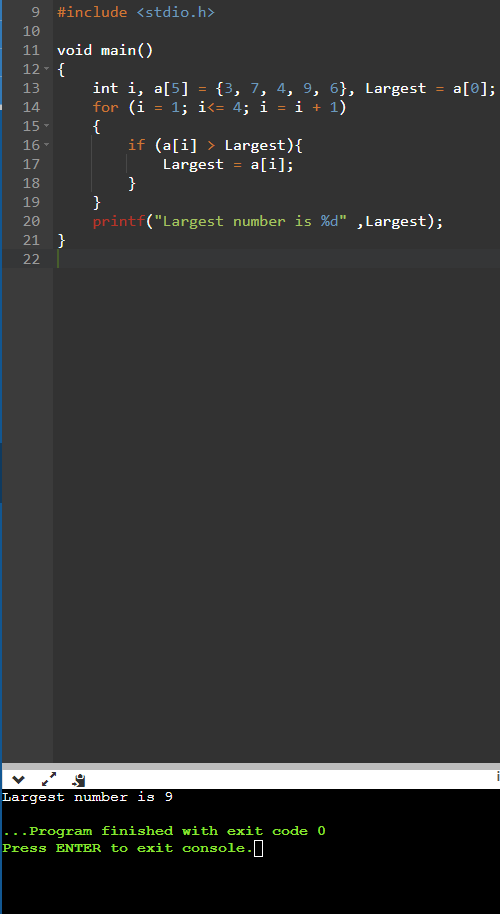 9 #include <stdio.h>
10
11 void main()
12 {
13 int i, a[5] = {3, 7, 4, 9, 6}, Largest = a[0];
14 for (i = 1; i<= 4; i = i + 1)
15 {
16 if (a[i] > Largest){
17 Largest = a[i];
18 }
19 }
20 printf("Largest number is %d" ,Largest);
21 }
22
i
Largest number is 9
...Program finished with exit code 0
Press ENTER to exit console.